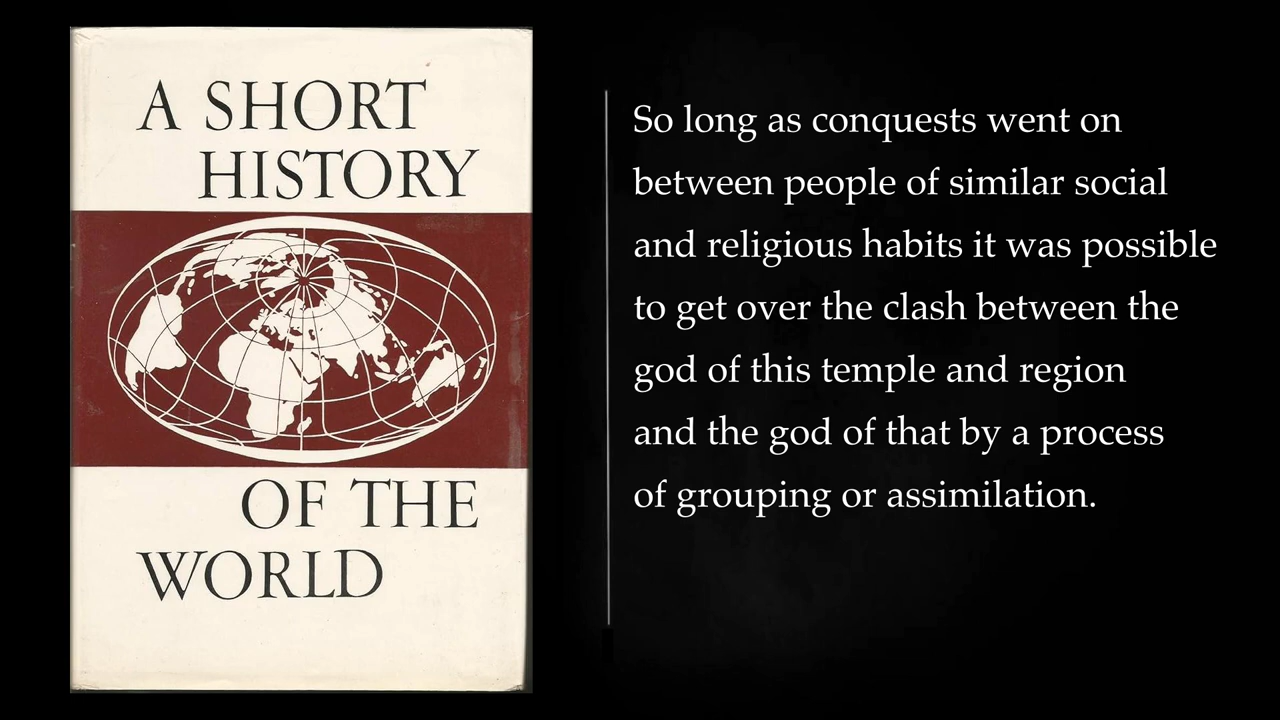 A SHORT
HISTORY
OF THE
WORLD
So long as conquests went on
between people of similar social
and religious habits it was possible
to get over the clash between the
god of this temple and region
and the god of that by a process
of grouping or assimilation.